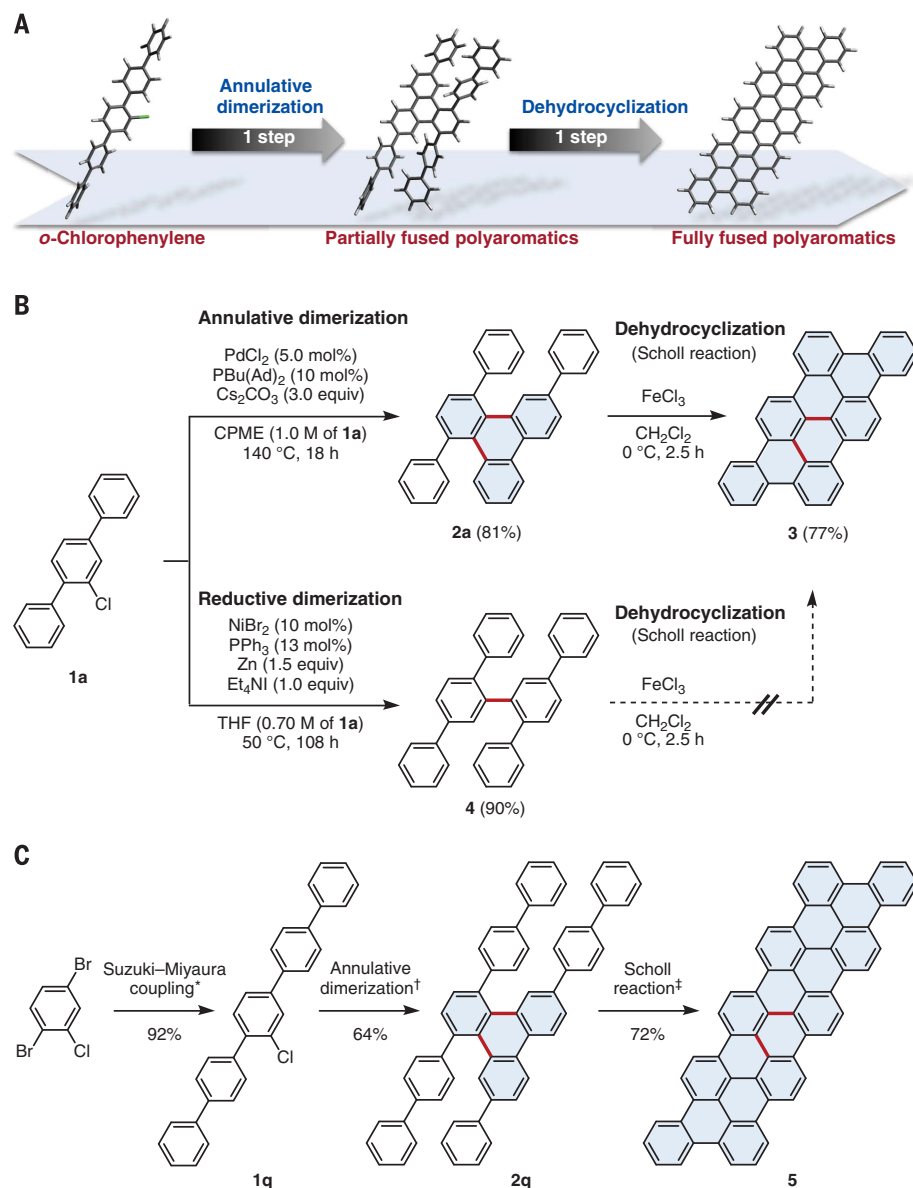 A
Annulative
dimerization
1 step
Dehydrocyclization
1 step
o-Chlorophenylene
Partially fused polyaromatics
Fully fused polyaromatics
B
Annulative dimerization
PdCl2 (5.0 mol%)
PBu(Ad)2 (10 mol%)
Cs2CO3 (3.0 equiv)
CPME (1.0 M of 1a)
140 °C, 18 h
2a (81%)
Dehydrocyclization
(Scholl reaction)
FeCl3
CH2Cl2
0 °C, 2.5 h
3 (77%)
Cl
1a
Reductive dimerization
NiBr2 (10 mol%)
PPh3 (13 mol%)
Zn (1.5 equiv)
Et4NI (1.0 equiv)
THF (0.70 M of 1a)
50 °C, 108 h
4 (90%)
Dehydrocyclization
(Scholl reaction)
FeCl3
CH2Cl2
0 °C, 2.5 h
C
Br
Br
Cl
Suzuki–Miyaura
coupling*
92%
Cl
1q
Annulative
dimerization†
64%
2q
Scholl
reaction‡
72%
5